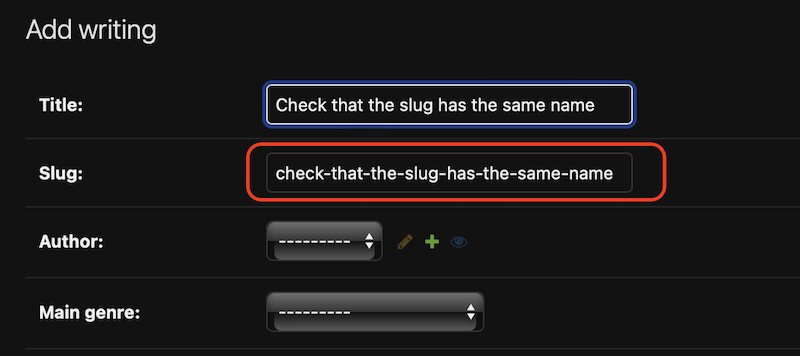 Add writing
Title: Check that the slug has the same name
Slug: check-that-the-slug-has-the-same-name
Author: ---------
Main genre: ---------